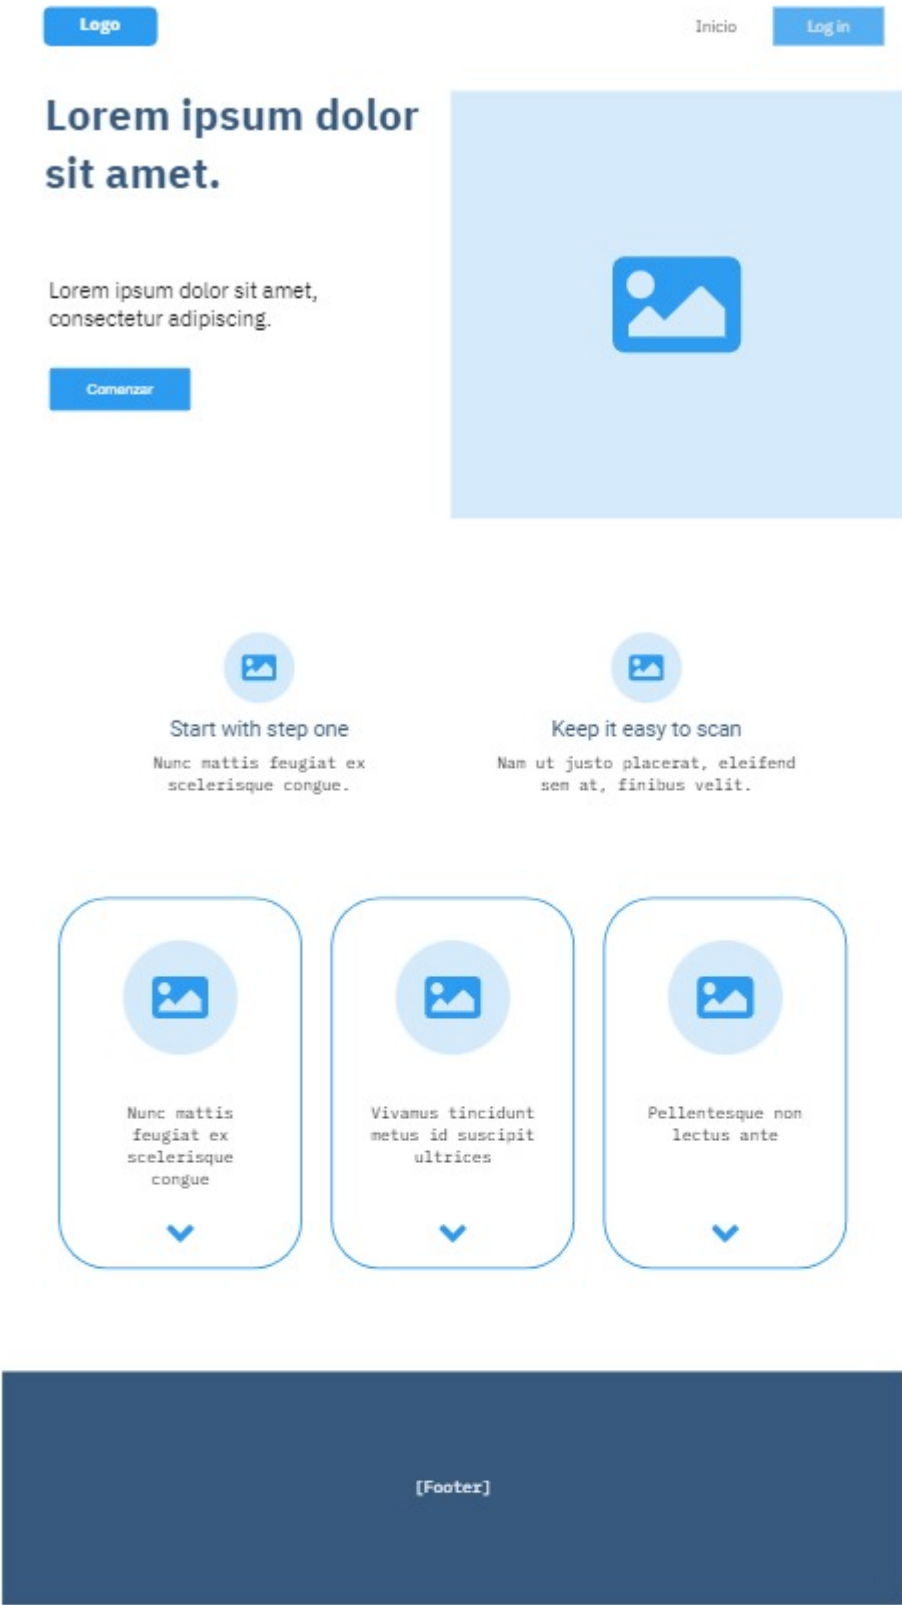 Logo
Inicio
Log in
Lorem ipsum dolor
sit amet.
Lorem ipsum dolor sit amet,
consectetur adipiscing.
Comenzar
Start with step one
Nunc mattis feugiat ex
scelerisque congue.
Keep it easy to scan
Nam ut justo placerat, eleifend
sem at, finibus velit.
Nunc mattis
feugiat ex
scelerisque
congue
Vivamus tincidunt
metus id suscipit
ultrices
Pellentesque non
lectus ante
[Footer]